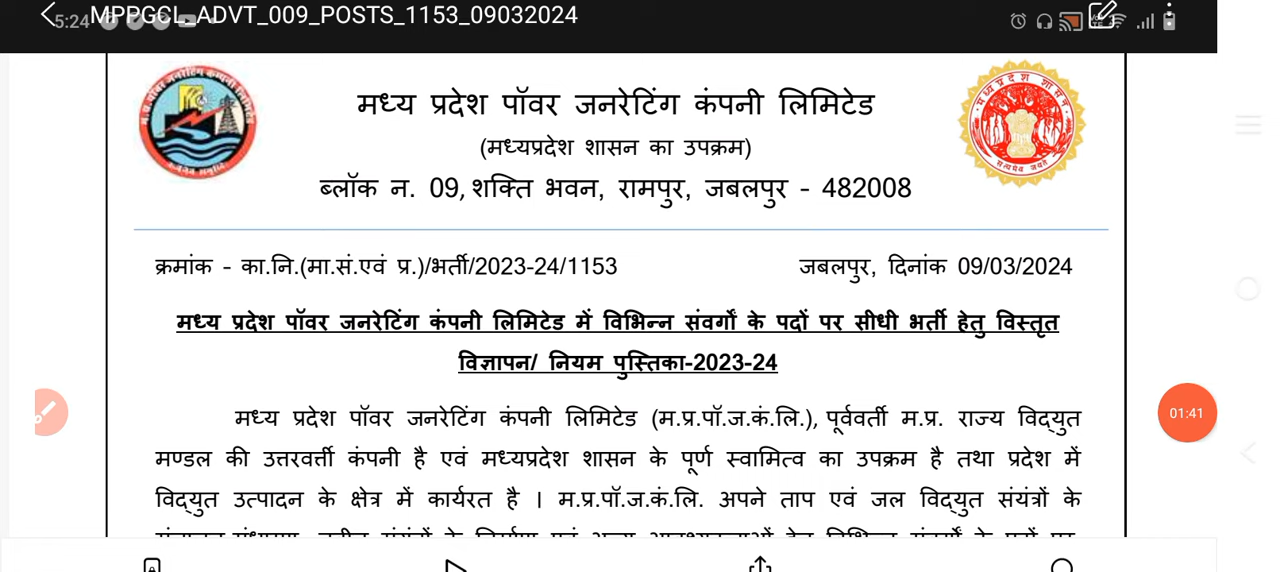 5:24 MPPGCL_ADVT_009_POSTS_1153_09032024
मध्य प्रदेश पॉवर जनरेटिंग कंपनी लिमिटेड
(मध्यप्रदेश शासन का उपक्रम)
ब्लॉक न. 09, शक्ति भवन, रामपुर, जबलपुर - 482008
क्रमांक - का.नि.(मा.सं.एवं प्र.)/भर्ती/2023-24/1153 जबलपुर, दिनांक 09/03/2024
मध्य प्रदेश पॉवर जनरेटिंग कंपनी लिमिटेड में विभिन्न संवर्गों के पदों पर सीधी भर्ती हेतु विस्तृत
विज्ञापन/ नियम पुस्तिका-2023-24
मध्य प्रदेश पॉवर जनरेटिंग कंपनी लिमिटेड (म.प्र.पॉ.ज.कं.लि.), पूर्ववर्ती म.प्र. राज्य विद्युत
01:41
मण्डल की उत्तरवर्त्ती कंपनी है एवं मध्यप्रदेश शासन के पूर्ण स्वामित्व का उपक्रम है तथा प्रदेश में
विद्युत उत्पादन के क्षेत्र में कार्यरत है । म.प्र.पॉ.ज.कं.लि. अपने ताप एवं जल विद्युत संयंत्रों के